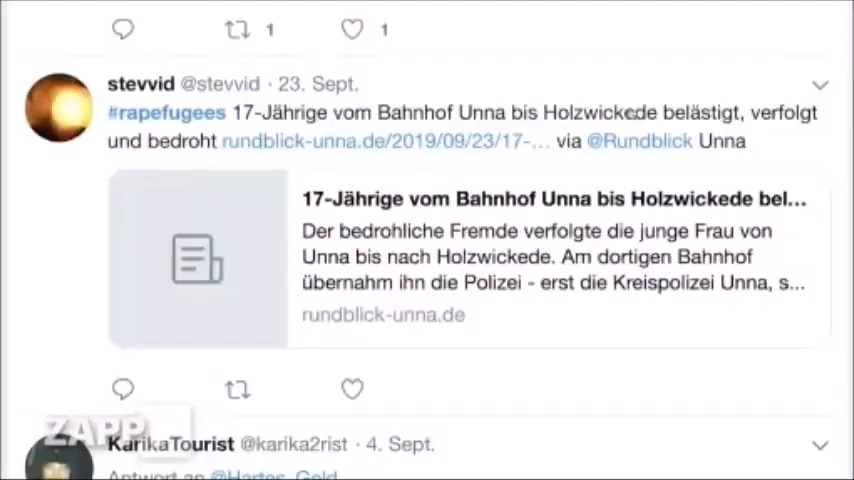 1 1
stevvid @stevvid · 23. Sept.
#rapefugees 17-Jährige vom Bahnhof Unna bis Holzwickede belästigt, verfolgt
und bedroht rundblick-unna.de/2019/09/23/17-… via @Rundblick Unna
17-Jährige vom Bahnhof Unna bis Holzwickede bel...
Der bedrohliche Fremde verfolgte die junge Frau von
Unna bis nach Holzwickede. Am dortigen Bahnhof
übernahm ihn die Polizei - erst die Kreispolizei Unna, s...
rundblick-unna.de
ZAPP
KarikaTourist @karika2rist · 4. Sept.
Antwort an @Hartes_Geld